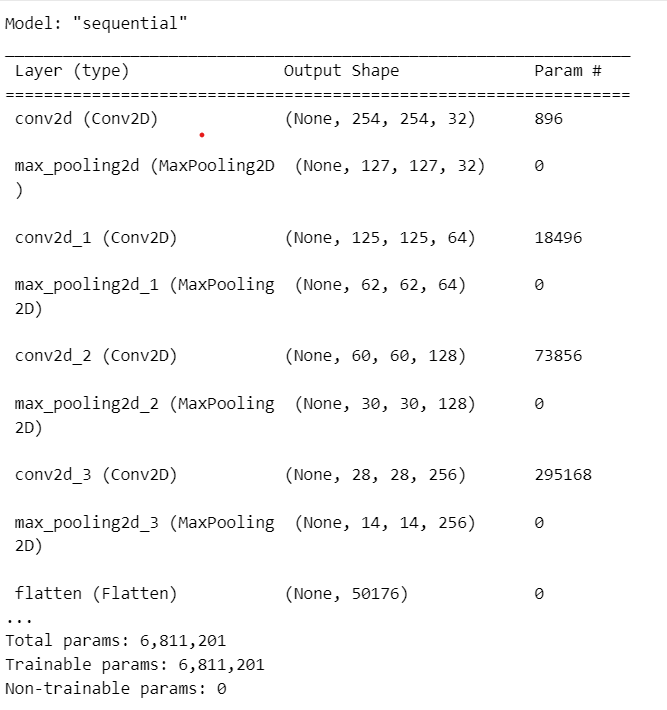 Model: "sequential"
_________________________________________________________________
Layer (type) Output Shape Param #
=================================================================
conv2d (Conv2D) (None, 254, 254, 32) 896
max_pooling2d (MaxPooling2D (None, 127, 127, 32) 0
)
conv2d_1 (Conv2D) (None, 125, 125, 64) 18496
max_pooling2d_1 (MaxPooling (None, 62, 62, 64) 0
2D)
conv2d_2 (Conv2D) (None, 60, 60, 128) 73856
max_pooling2d_2 (MaxPooling (None, 30, 30, 128) 0
2D)
conv2d_3 (Conv2D) (None, 28, 28, 256) 295168
max_pooling2d_3 (MaxPooling (None, 14, 14, 256) 0
2D)
flatten (Flatten) (None, 50176) 0
...
Total params: 6,811,201
Trainable params: 6,811,201
Non-trainable params: 0